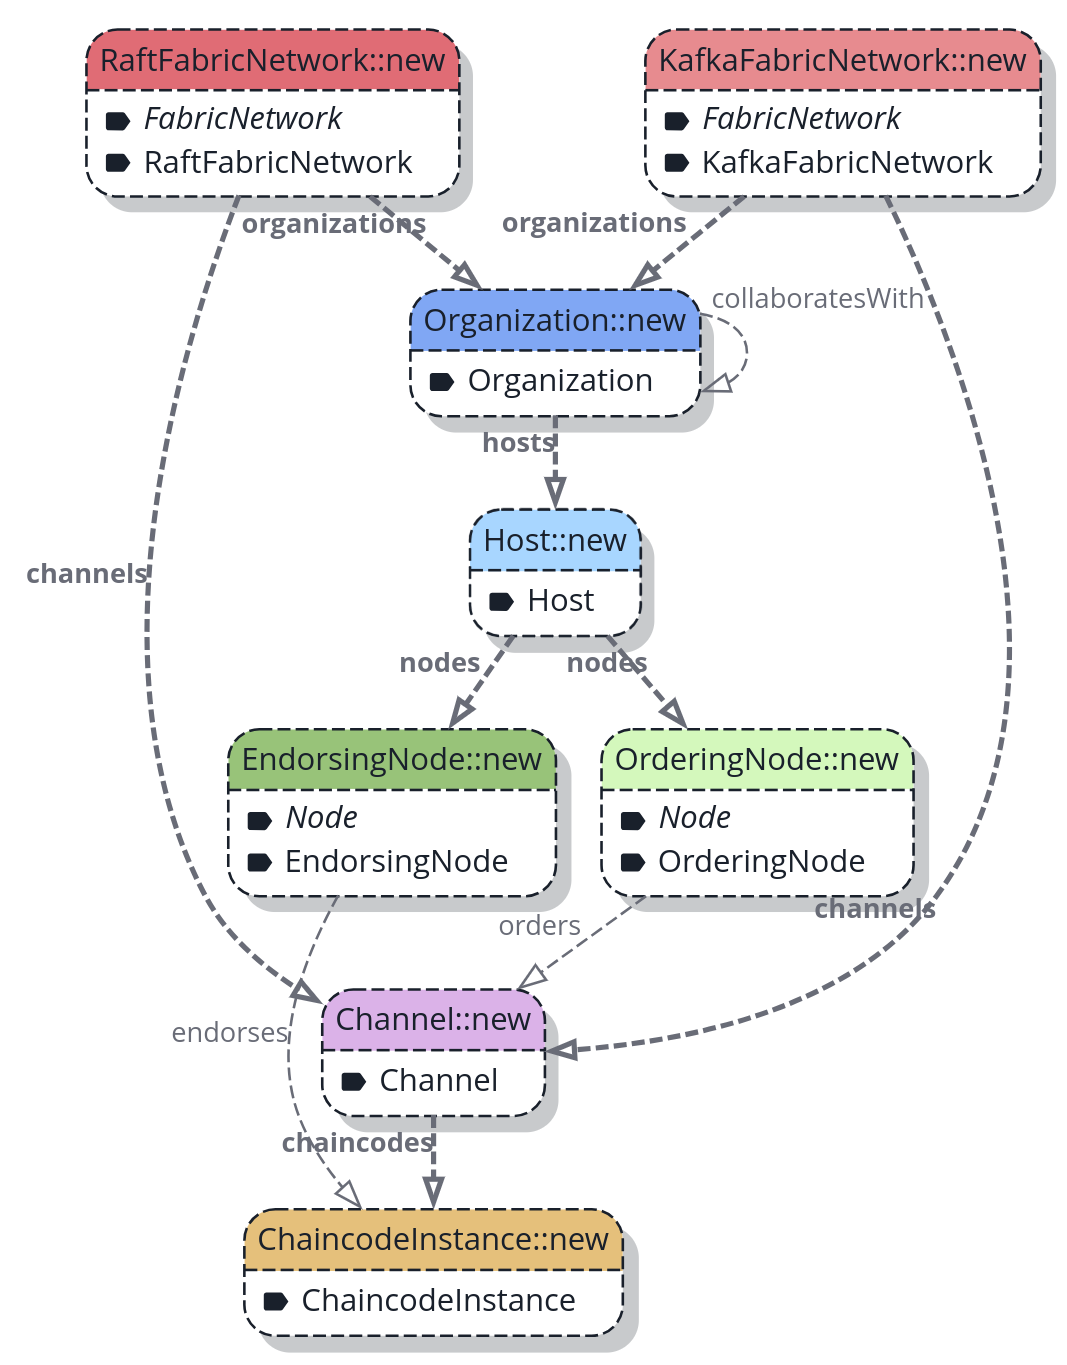 RaftFabricNetwork::new
FabricNetwork
RaftFabricNetwork
KafkaFabricNetwork::new
FabricNetwork
KafkaFabricNetwork
organizations
organizations
collaboratesWith
Organization::new
Organization
hosts
channels
Host::new
Host
nodes
nodes
EndorsingNode::new
Node
EndorsingNode
OrderingNode::new
Node
OrderingNode
channels
orders
endorses
Channel::new
Channel
chaincodes
ChaincodeInstance::new
ChaincodeInstance